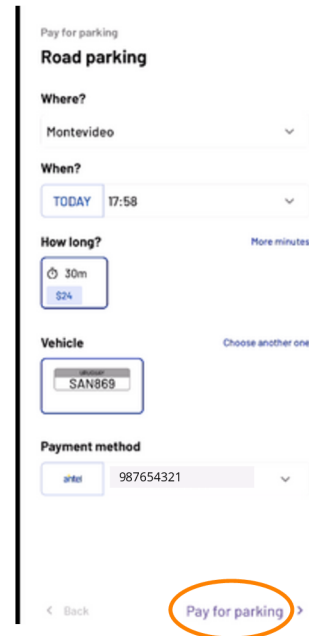 Pay for parking
Road parking
Where?
Montevideo
When?
TODAY 17:58
How long? More minutes
30m
$24
Vehicle Choose another one
URUGUAY
SAN869
Payment method
antel 987654321
Back Pay for parking